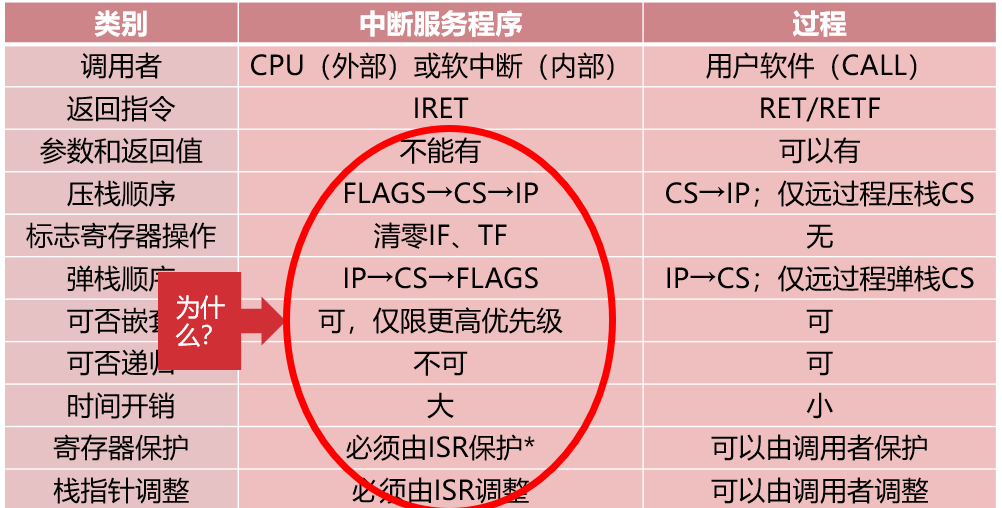 类别 中断服务程序 过程
调用者 CPU（外部）或软中断（内部） 用户软件（CALL）
返回指令 IRET RET/RETF
参数和返回值 不能有 可以有
压栈顺序 FLAGS→CS→IP CS→IP；仅远过程压栈CS
标志寄存器操作 清零IF、TF 无
弹栈顺序 IP→CS→FLAGS IP→CS；仅远过程弹栈CS
为什
么?
可否嵌套 可，仅限更高优先级 可
可否递归 不可 可
时间开销 大 小
寄存器保护 必须由ISR保护* 可以由调用者保护
栈指针调整 必须由ISR调整 可以由调用者调整